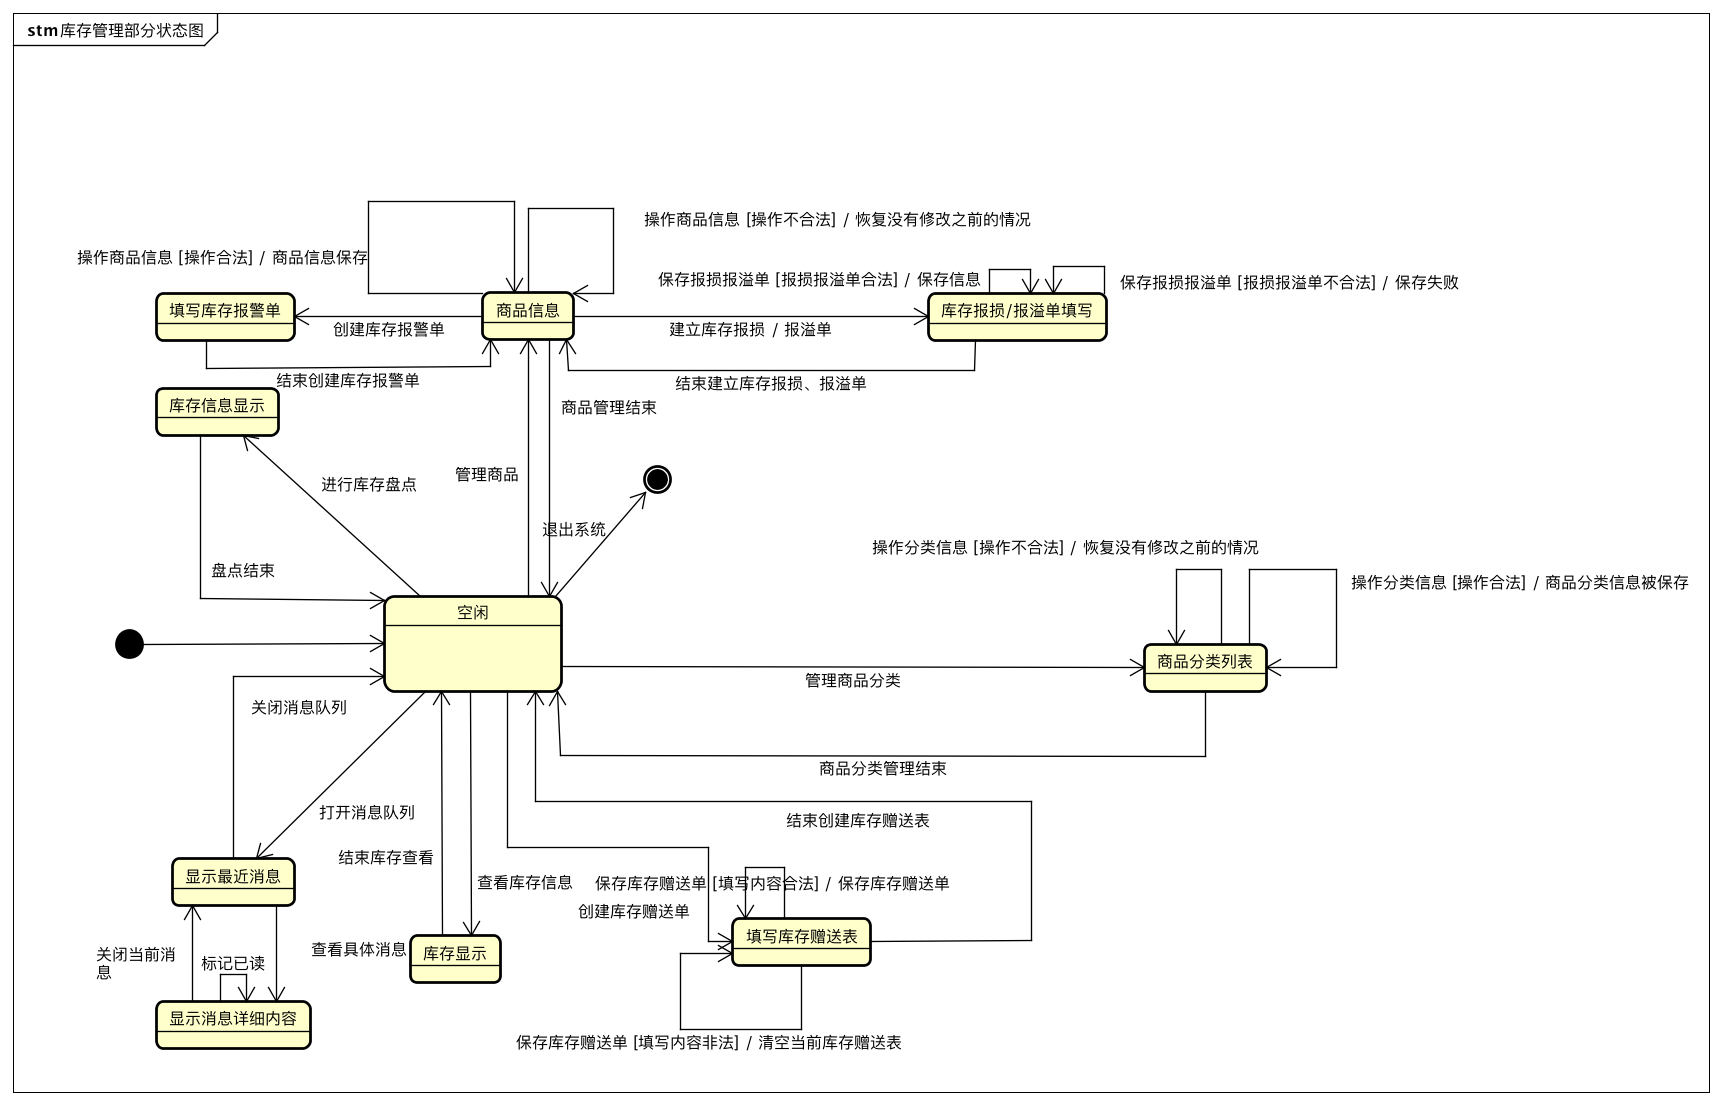 stm 库存管理部分状态图
操作商品信息 [操作不合法] / 恢复没有修改之前的情况
操作商品信息 [操作合法] / 商品信息保存
保存报损报溢单 [报损报溢单合法] / 保存信息
保存报损报溢单 [报损报溢单不合法] / 保存失败
填写库存报警单
商品信息
库存报损/报溢单填写
创建库存报警单
建立库存报损 / 报溢单
结束创建库存报警单
结束建立库存报损、报溢单
库存信息显示
商品管理结束
管理商品
进行库存盘点
退出系统
操作分类信息 [操作不合法] / 恢复没有修改之前的情况
盘点结束
操作分类信息 [操作合法] / 商品分类信息被保存
空闲
商品分类列表
管理商品分类
关闭消息队列
商品分类管理结束
打开消息队列
结束创建库存赠送表
结束库存查看
显示最近消息
查看库存信息
保存库存赠送单 [填写内容合法] / 保存库存赠送单
创建库存赠送单
填写库存赠送表
查看具体消息
库存显示
关闭当前消
息
标记已读
显示消息详细内容
保存库存赠送单 [填写内容非法] / 清空当前库存赠送表